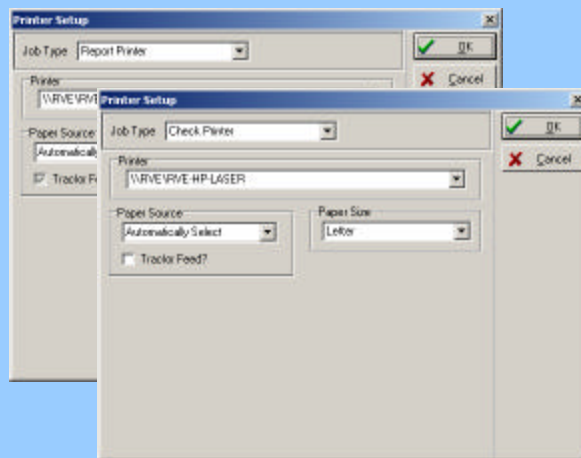 Printer Setup
Job Type Report Printer
OK
Cancel
Printer
\\RVE\RVE
Paper Source
Automatically
Tractor Fe
Printer Setup
Job Type Check Printer
OK
Cancel
Printer
\\RVE\RVE-HP-LASER
Paper Source Paper Size
Automatically Select Letter
Tractor Feed?